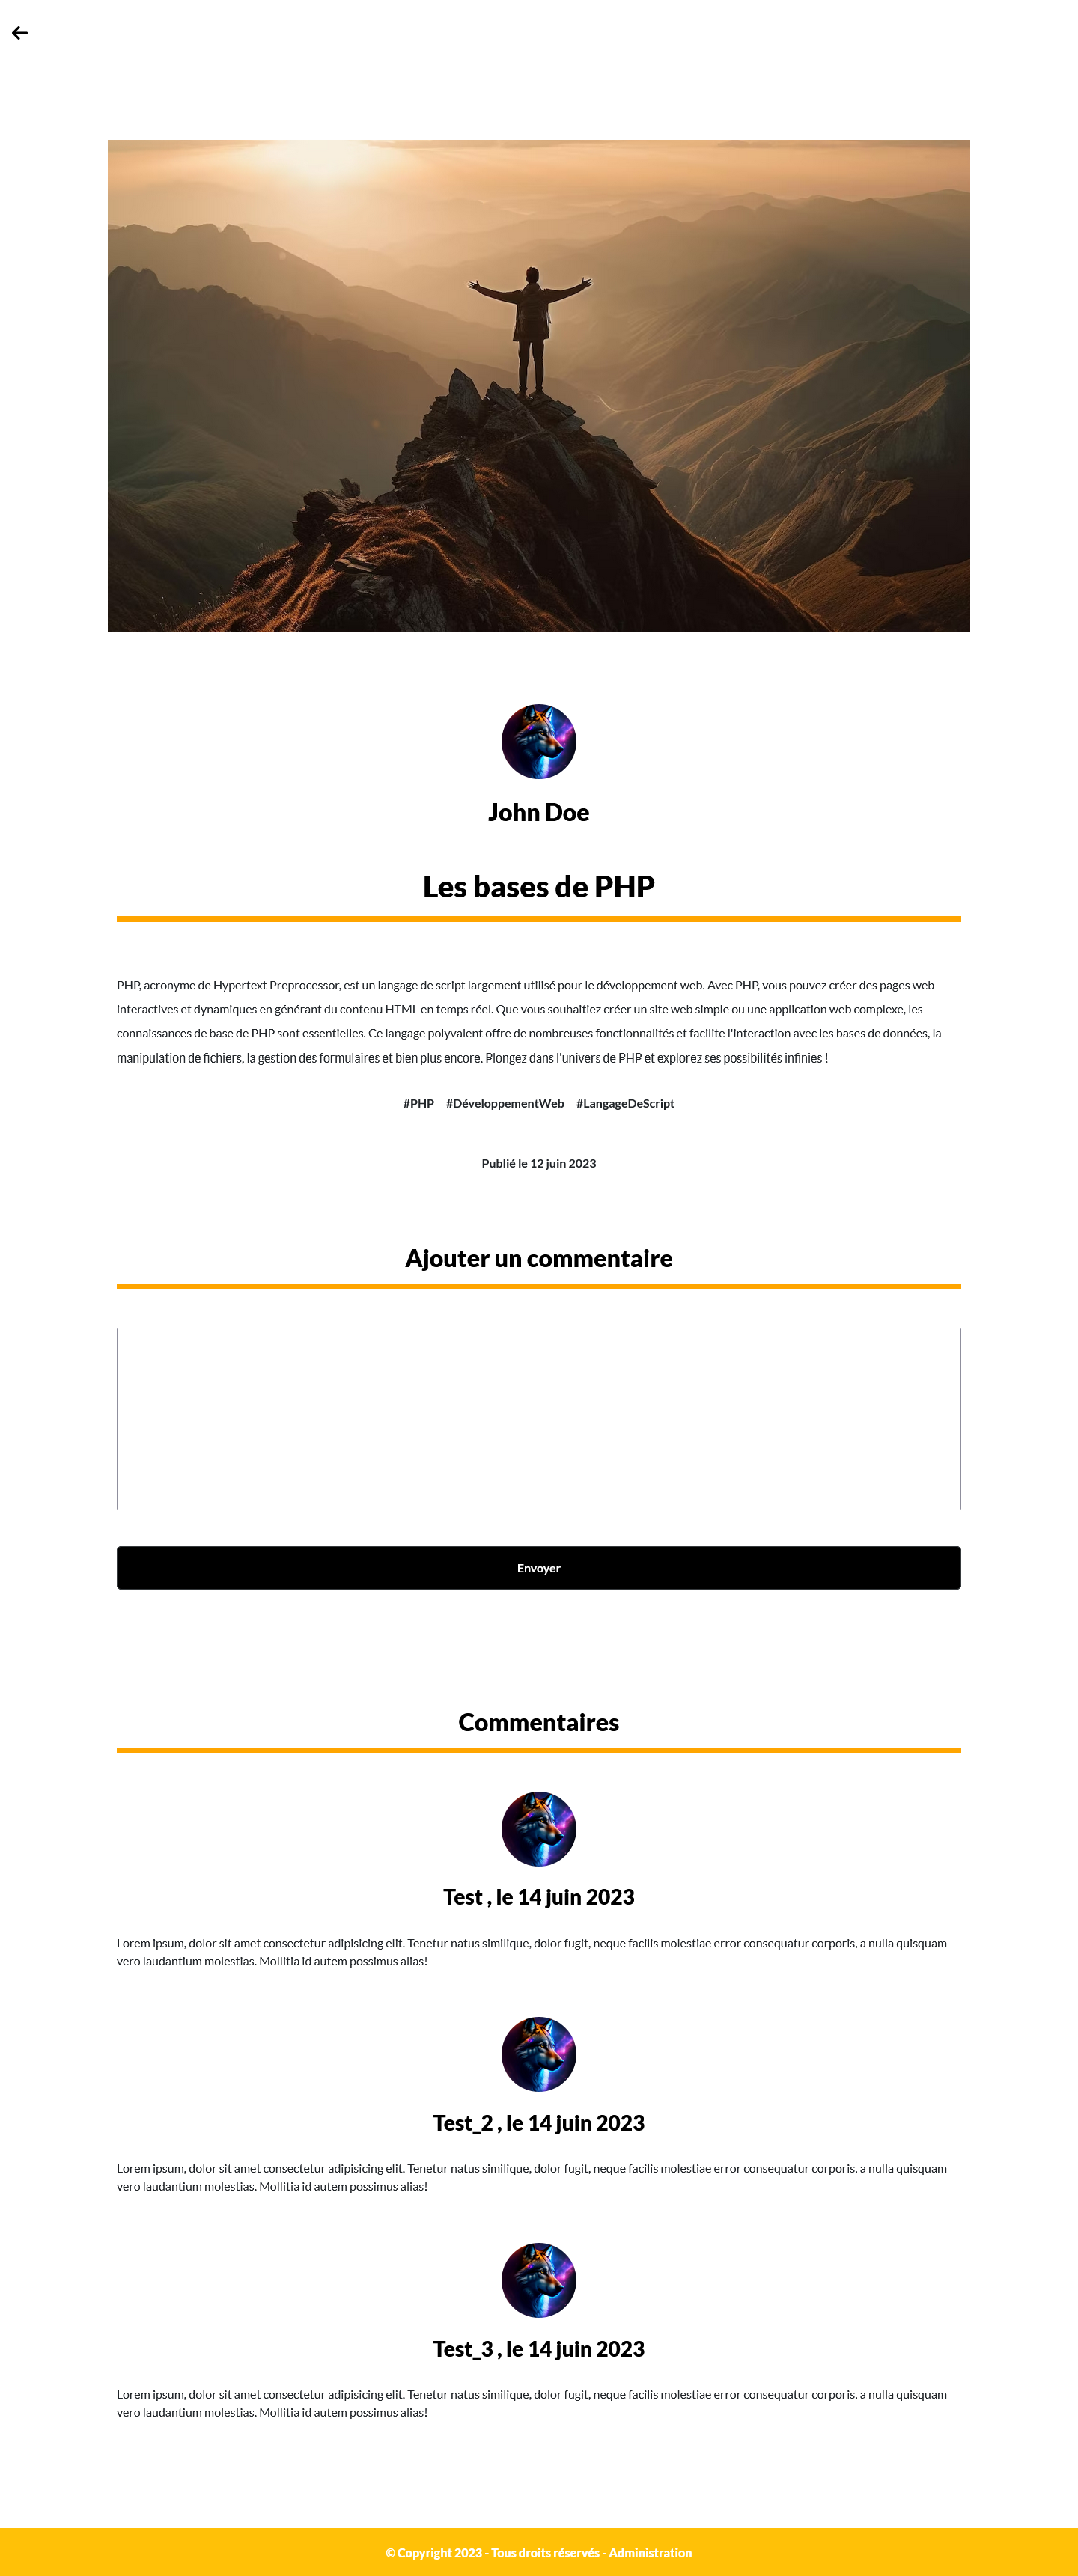 John Doe
Les bases de PHP
PHP, acronyme de Hypertext Preprocessor, est un langage de script largement utilisé pour le développement web. Avec PHP, vous pouvez créer des pages web
interactives et dynamiques en générant du contenu HTML en temps réel. Que vous souhaitiez créer un site web simple ou une application web complexe, les
connaissances de base de PHP sont essentielles. Ce langage polyvalent offre de nombreuses fonctionnalités et facilite l'interaction avec les bases de données, la
manipulation de fichiers, la gestion des formulaires et bien plus encore. Plongez dans l'univers de PHP et explorez ses possibilités infinies !
#PHP #DéveloppementWeb #LangageDeScript
Publié le 12 juin 2023
Ajouter un commentaire
Envoyer
Commentaires
Test , le 14 juin 2023
Lorem ipsum, dolor sit amet consectetur adipisicing elit. Tenetur natus similique, dolor fugit, neque facilis molestiae error consequatur corporis, a nulla quisquam
vero laudantium molestias. Mollitia id autem possimus alias!
Test_2 , le 14 juin 2023
Lorem ipsum, dolor sit amet consectetur adipisicing elit. Tenetur natus similique, dolor fugit, neque facilis molestiae error consequatur corporis, a nulla quisquam
vero laudantium molestias. Mollitia id autem possimus alias!
Test_3 , le 14 juin 2023
Lorem ipsum, dolor sit amet consectetur adipisicing elit. Tenetur natus similique, dolor fugit, neque facilis molestiae error consequatur corporis, a nulla quisquam
vero laudantium molestias. Mollitia id autem possimus alias!
© Copyright 2023 - Tous droits réservés - Administration